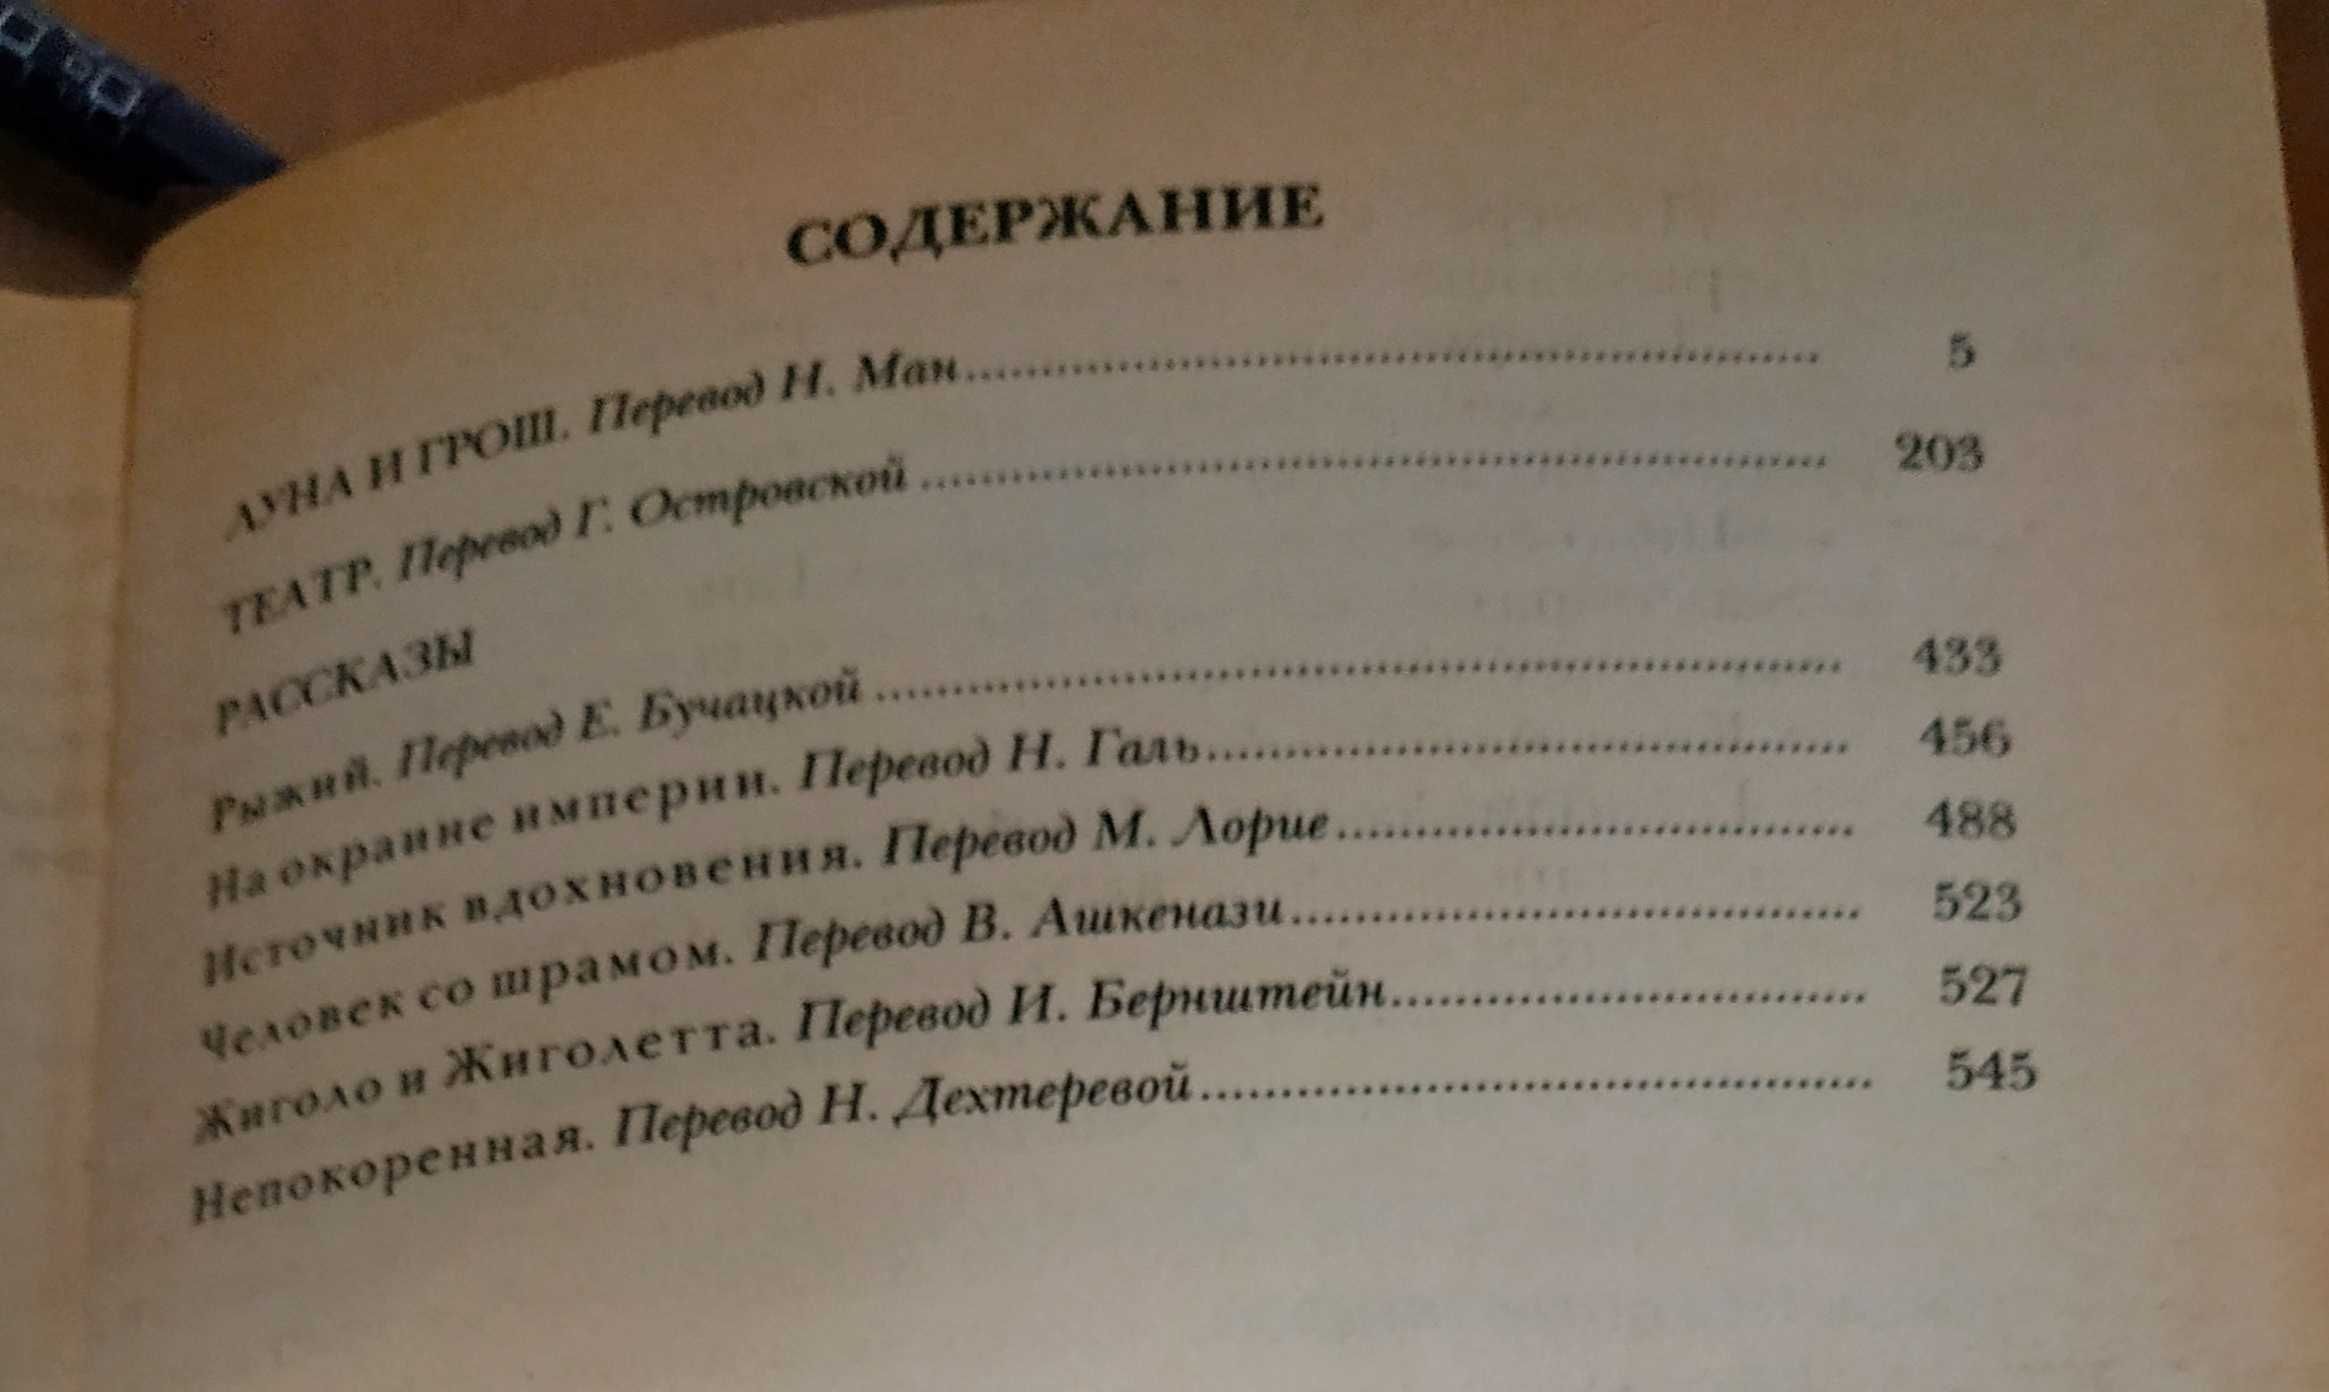 СОДЕРЖАНИЕ
ЛУНА И ГРОШ. Перевод Н. Ман.................................................... 5
ТЕАТР. Перевод Г. Островской .................................................... 203
РАССКАЗЫ
Рыжий. Перевод Е. Бучацкой .................................................... 433
На окраине империи. Перевод Н. Галь........................................ 456
Источник вдохновения. Перевод М. Лорие................................ 488
Человек со шрамом. Перевод В. Ашкенази................................... 523
Жиголо и Жиголетта. Перевод И. Бернштейн............................. 527
Непокоренная. Перевод Н. Дехтеревой......................................... 545